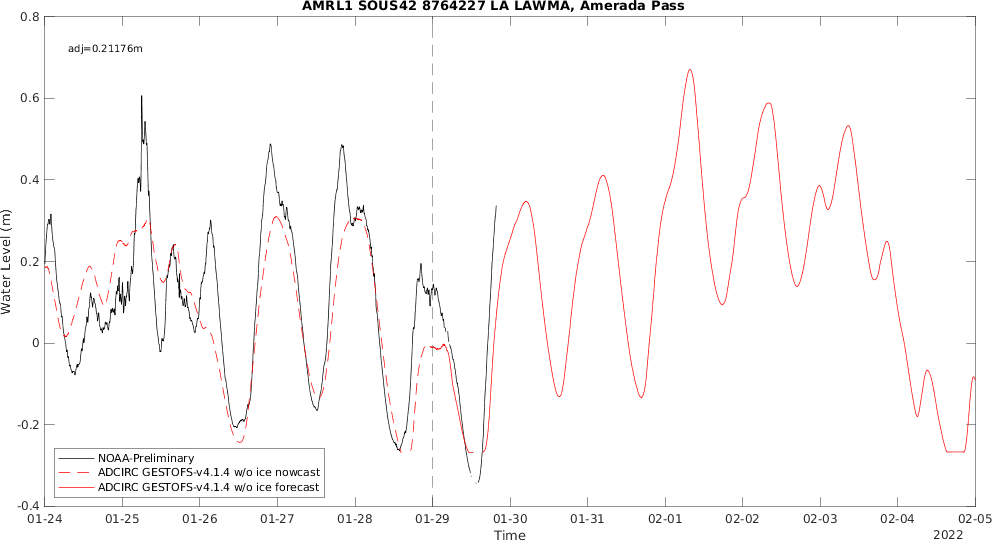 AMRL1 SOUS42 8764227 LA LAWMA, Amerada Pass
0.8
adj=0.21176m
0.6
0.4
0.2
0
-0.2
-0.4
Water Level (m)
NOAA-Preliminary
ADCIRC GESTOFS-v4.1.4 w/o ice nowcast
ADCIRC GESTOFS-v4.1.4 w/o ice forecast
01-24 01-25 01-26 01-27 01-28 01-29 01-30 01-31 02-01 02-02 02-03 02-04 02-05
Time
2022